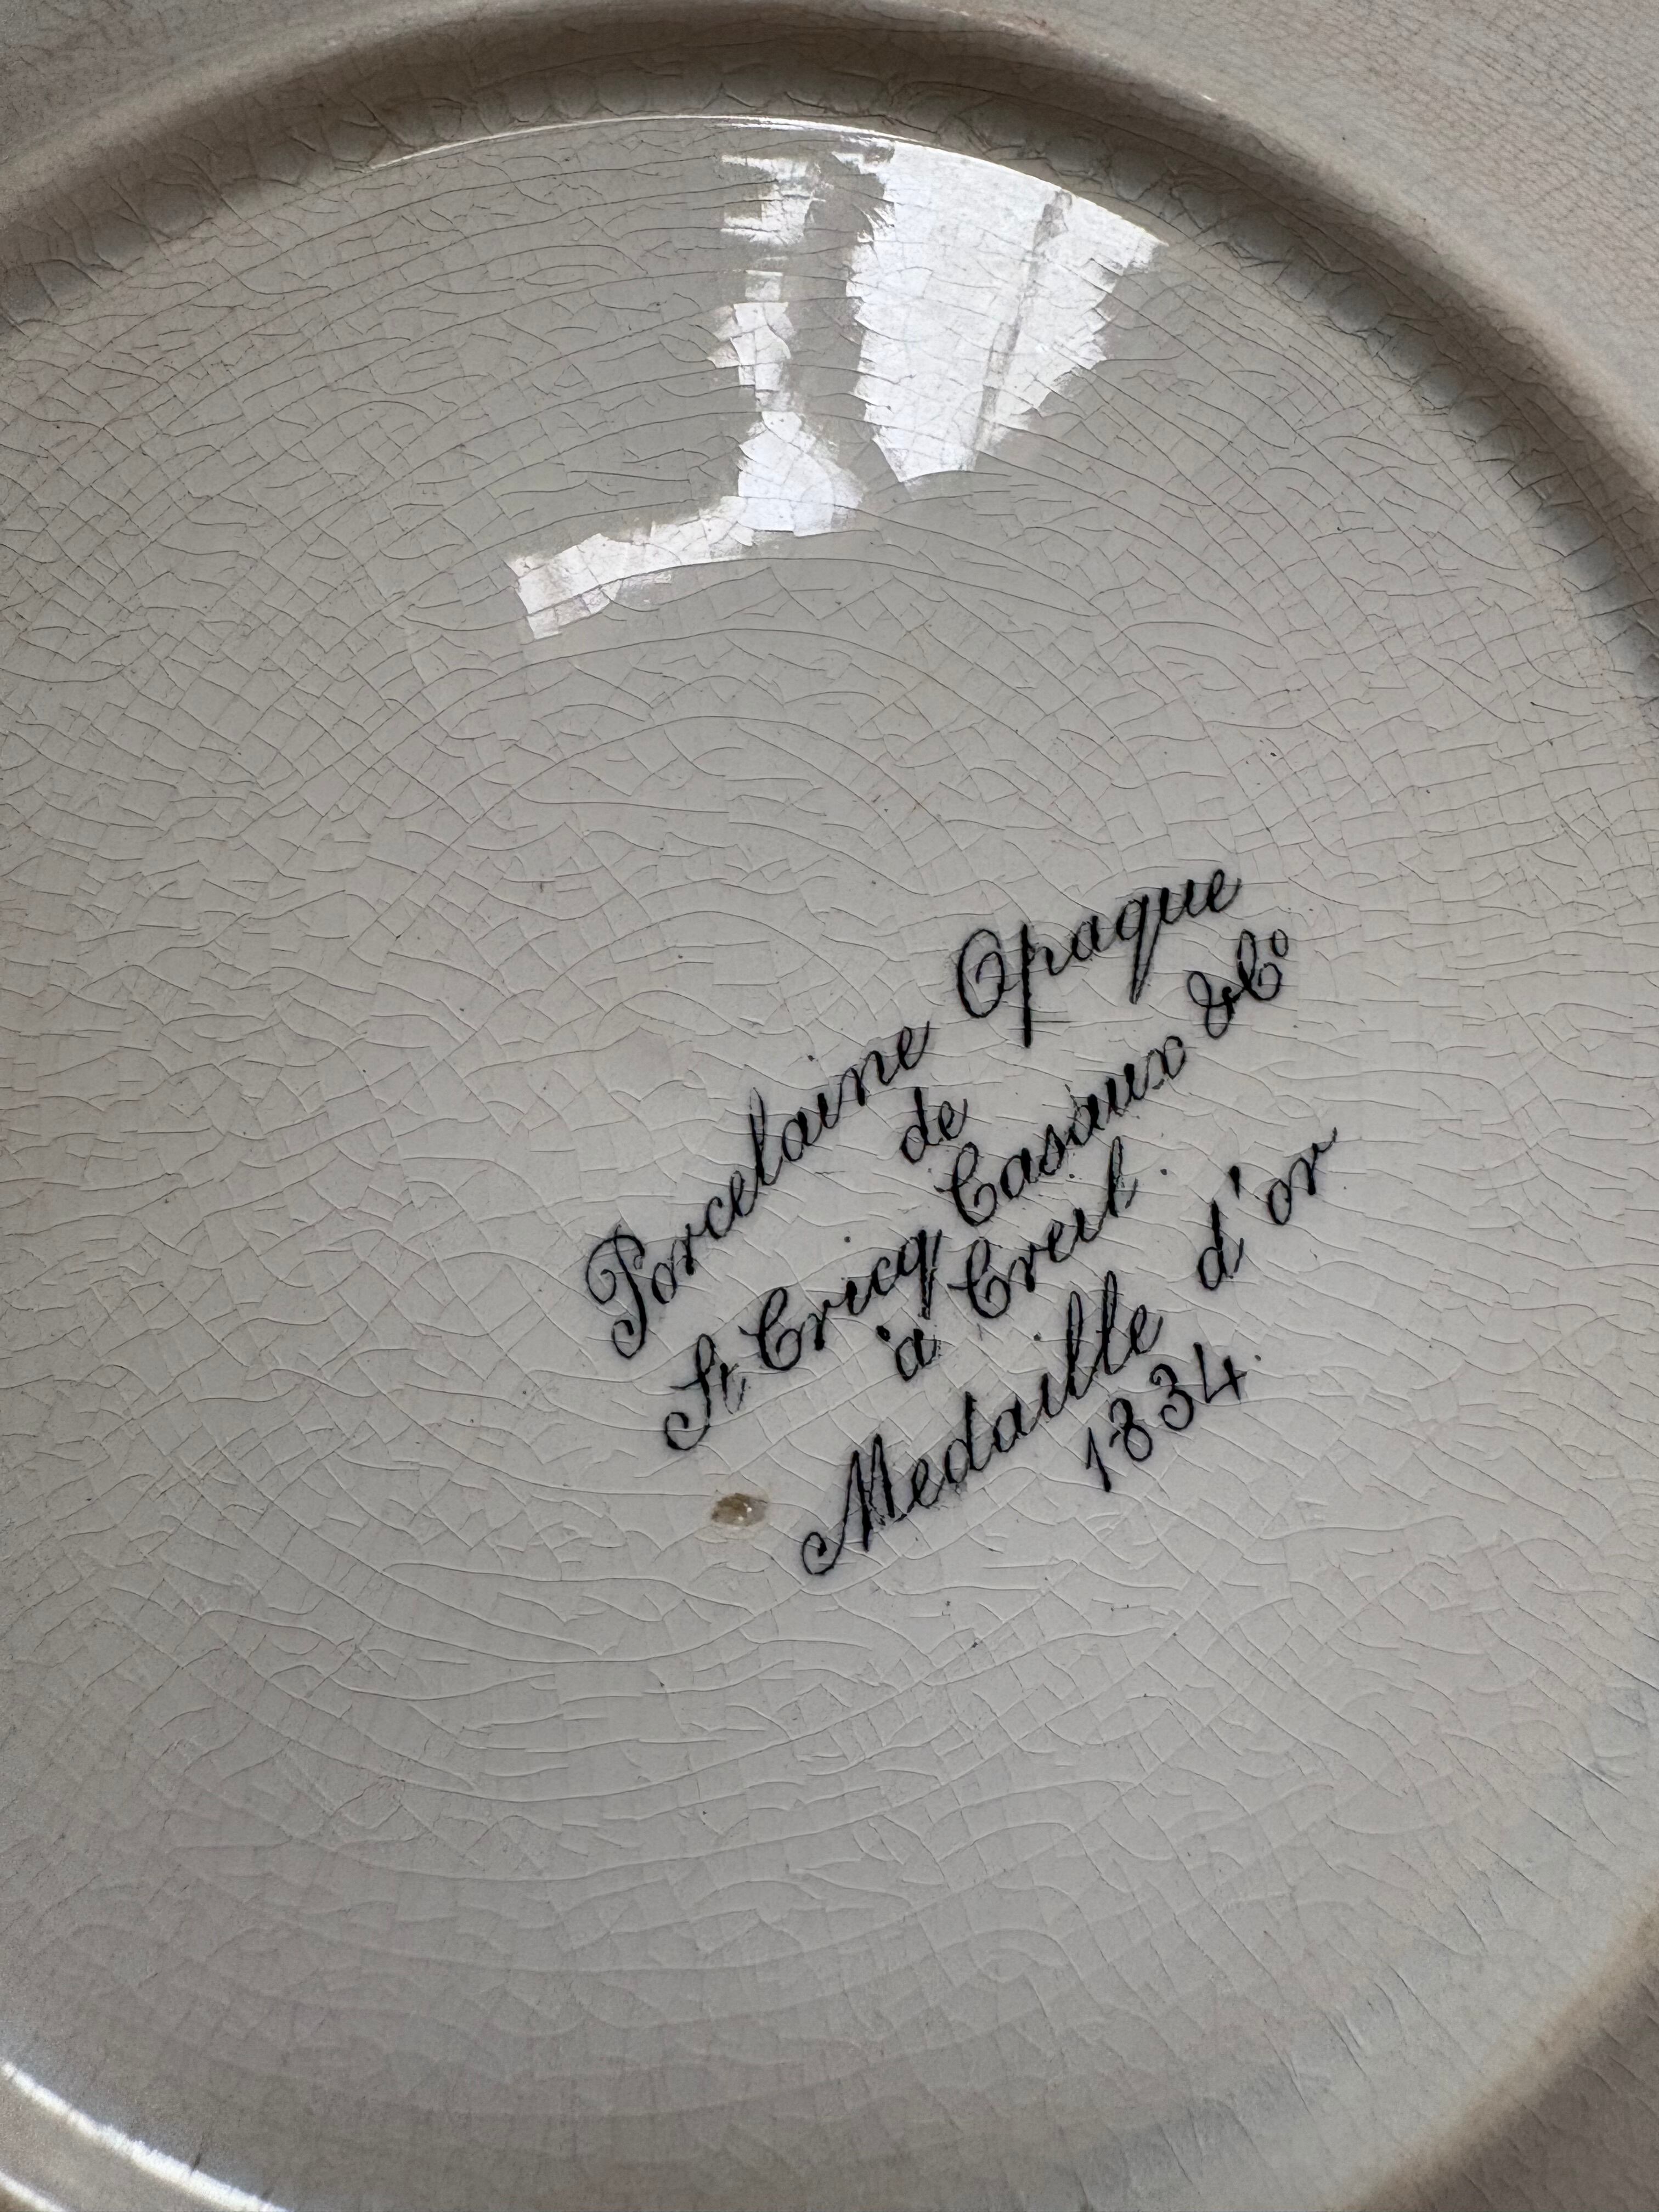 Porcelaine Opaque
de
St Cricq Casaux & Co
à Creil.
Medaille d'or
1834.